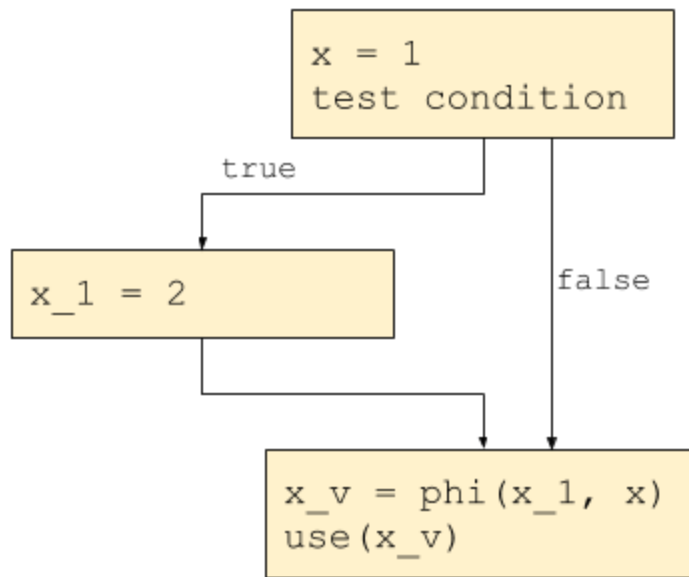 x = 1
test condition
true
x_1 = 2
false
x_v = phi(x_1, x)
use(x_v)